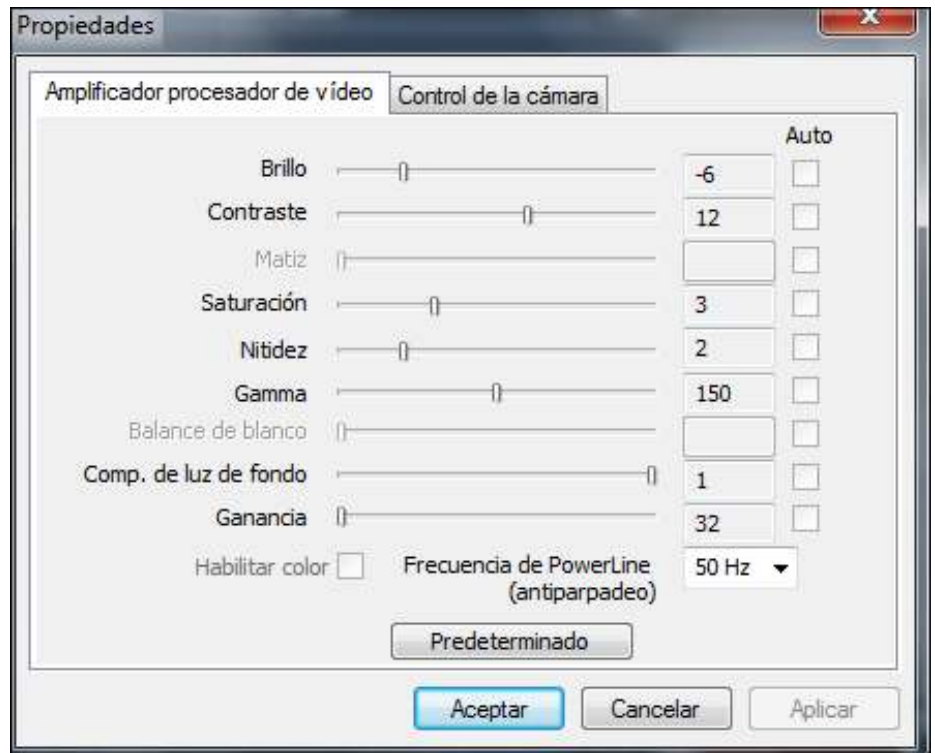 Propiedades
Amplificador procesador de vídeo Control de la cámara
Auto
Brillo -6
Contraste 12
Matiz
Saturación 3
Nitidez 2
Gamma 150
Balance de blanco
Comp. de luz de fondo 1
Ganancia 32
Habilitar color Frecuencia de PowerLine 50 Hz
(antiparpadeo)
Predeterminado
Aceptar Cancelar Aplicar